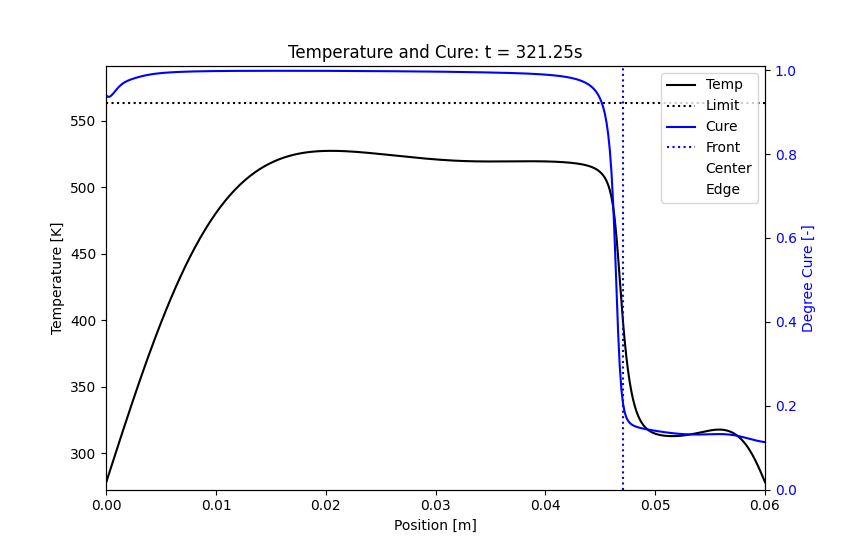 Temperature and Cure: t = 321.25s
Temp
Limit
Cure
Front
Center
Edge
Temperature [K]
550
500
450
400
350
300
Degree Cure [-]
1.0
0.8
0.6
0.4
0.2
0.0
0.00 0.01 0.02 0.03 0.04 0.05 0.06
Position [m]